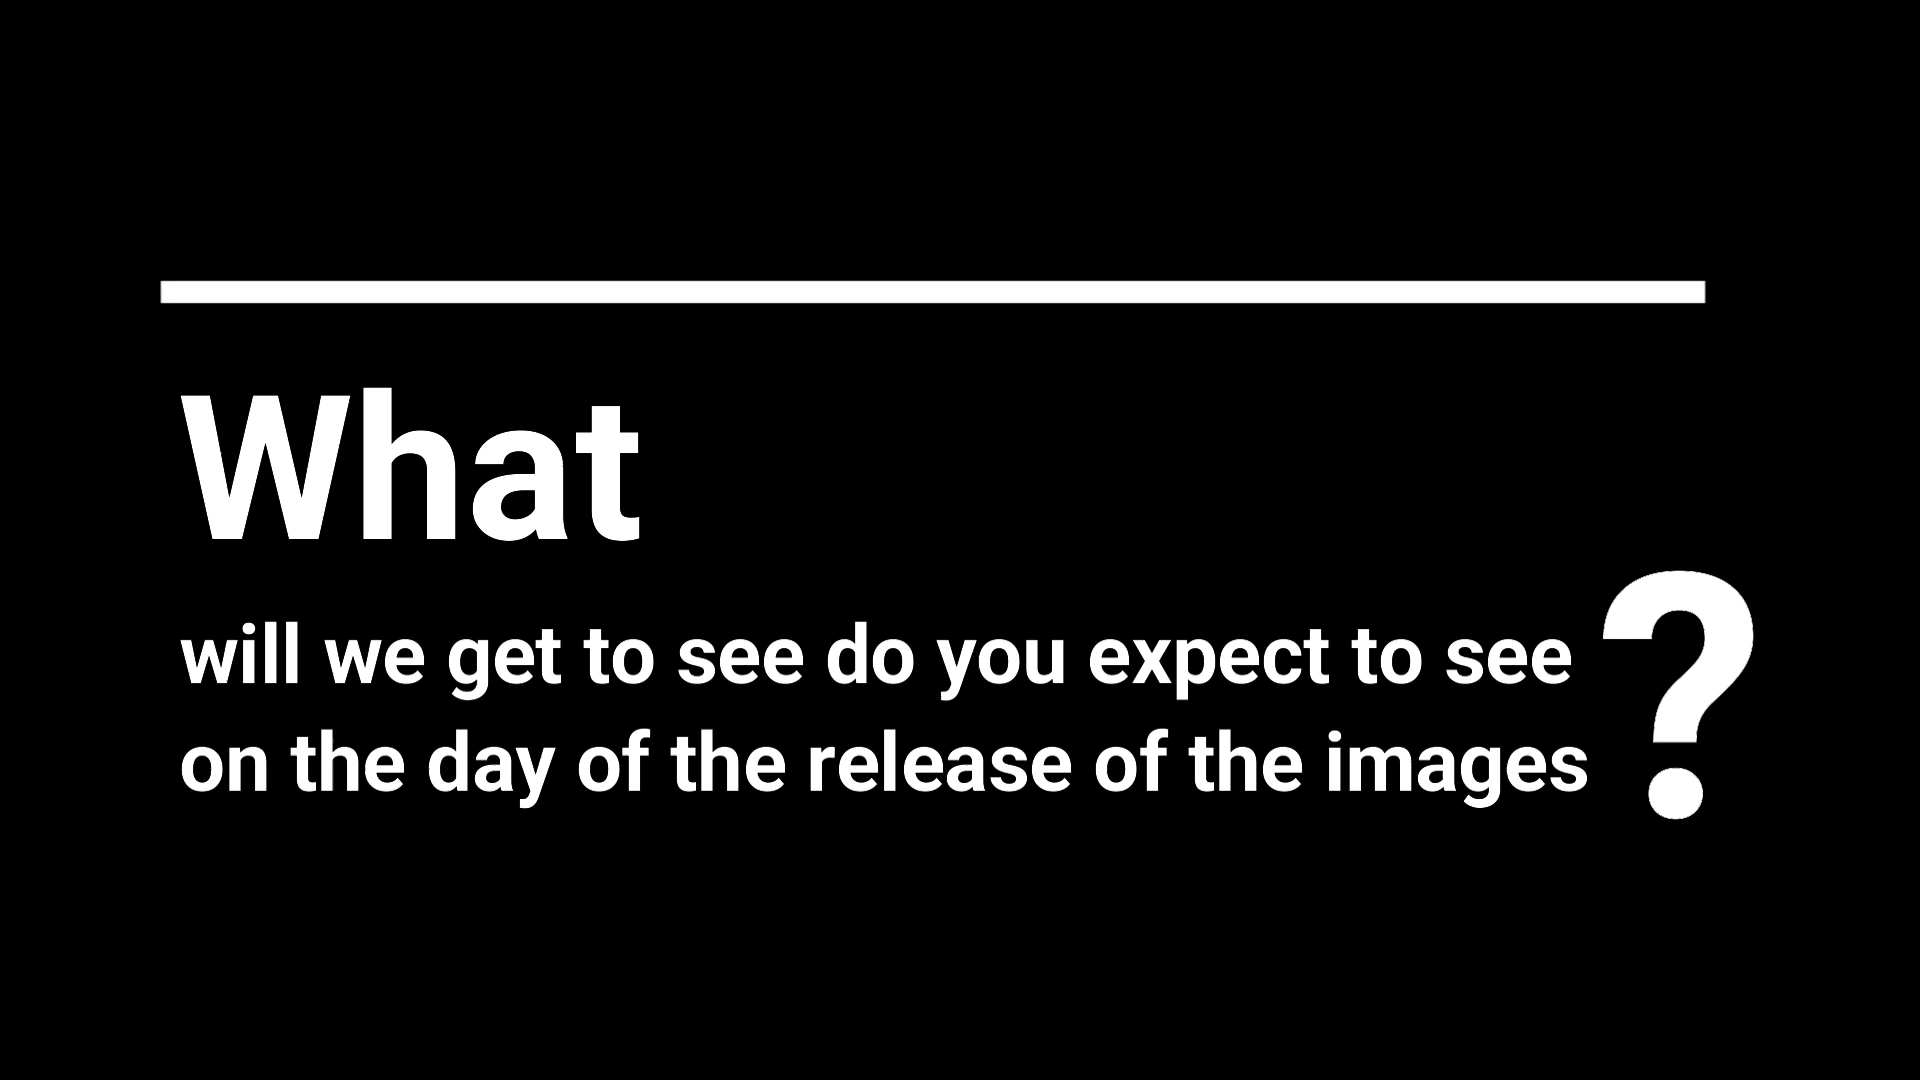 What
will we get to see do you expect to see
on the day of the release of the images?